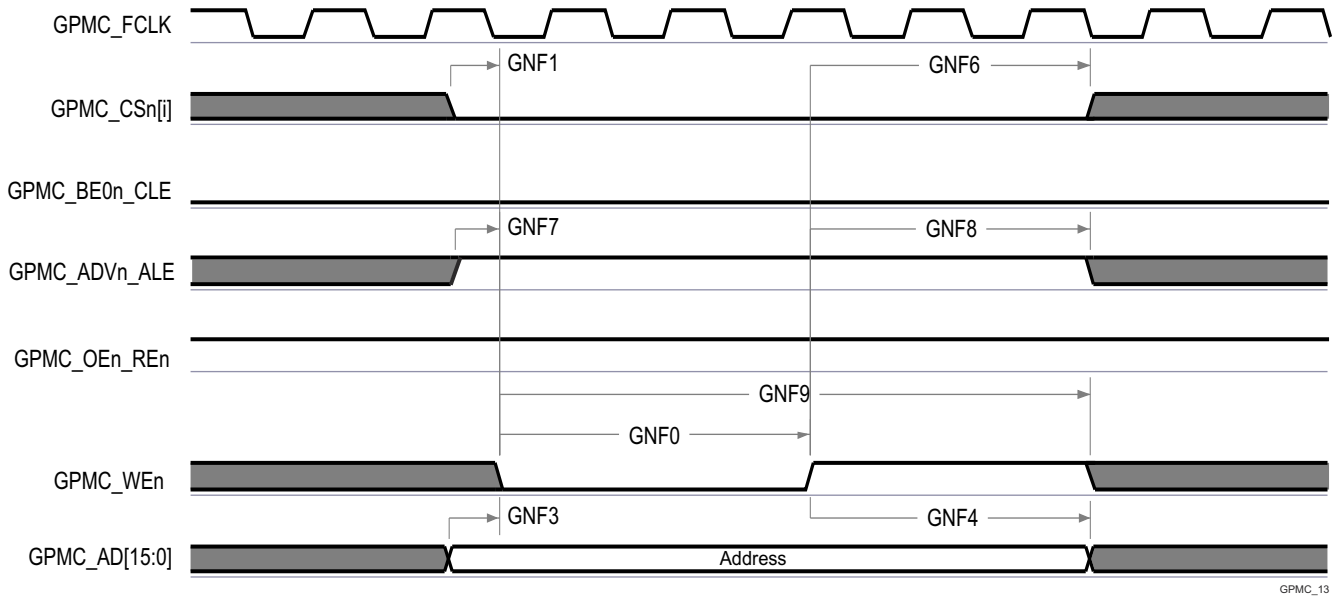 GPMC_FCLK
GNF1
GNF6
GPMC_CSn[i]
GPMC_BE0n_CLE
GNF7
GNF8
GPMC_ADVn_ALE
GPMC_OEn_REn
GNF9
GNF0
GPMC_WEn
GNF3
GNF4
GPMC_AD[15:0]
Address
GPMC_13